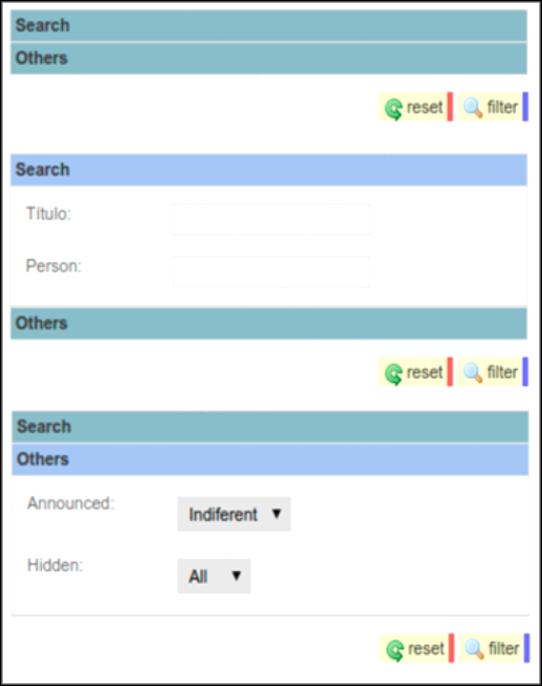 Search
Others
reset filter
Search
Título:
Person:
Others
reset filter
Search
Others
Announced: Indiferent ▼
Hidden: All ▼
reset filter